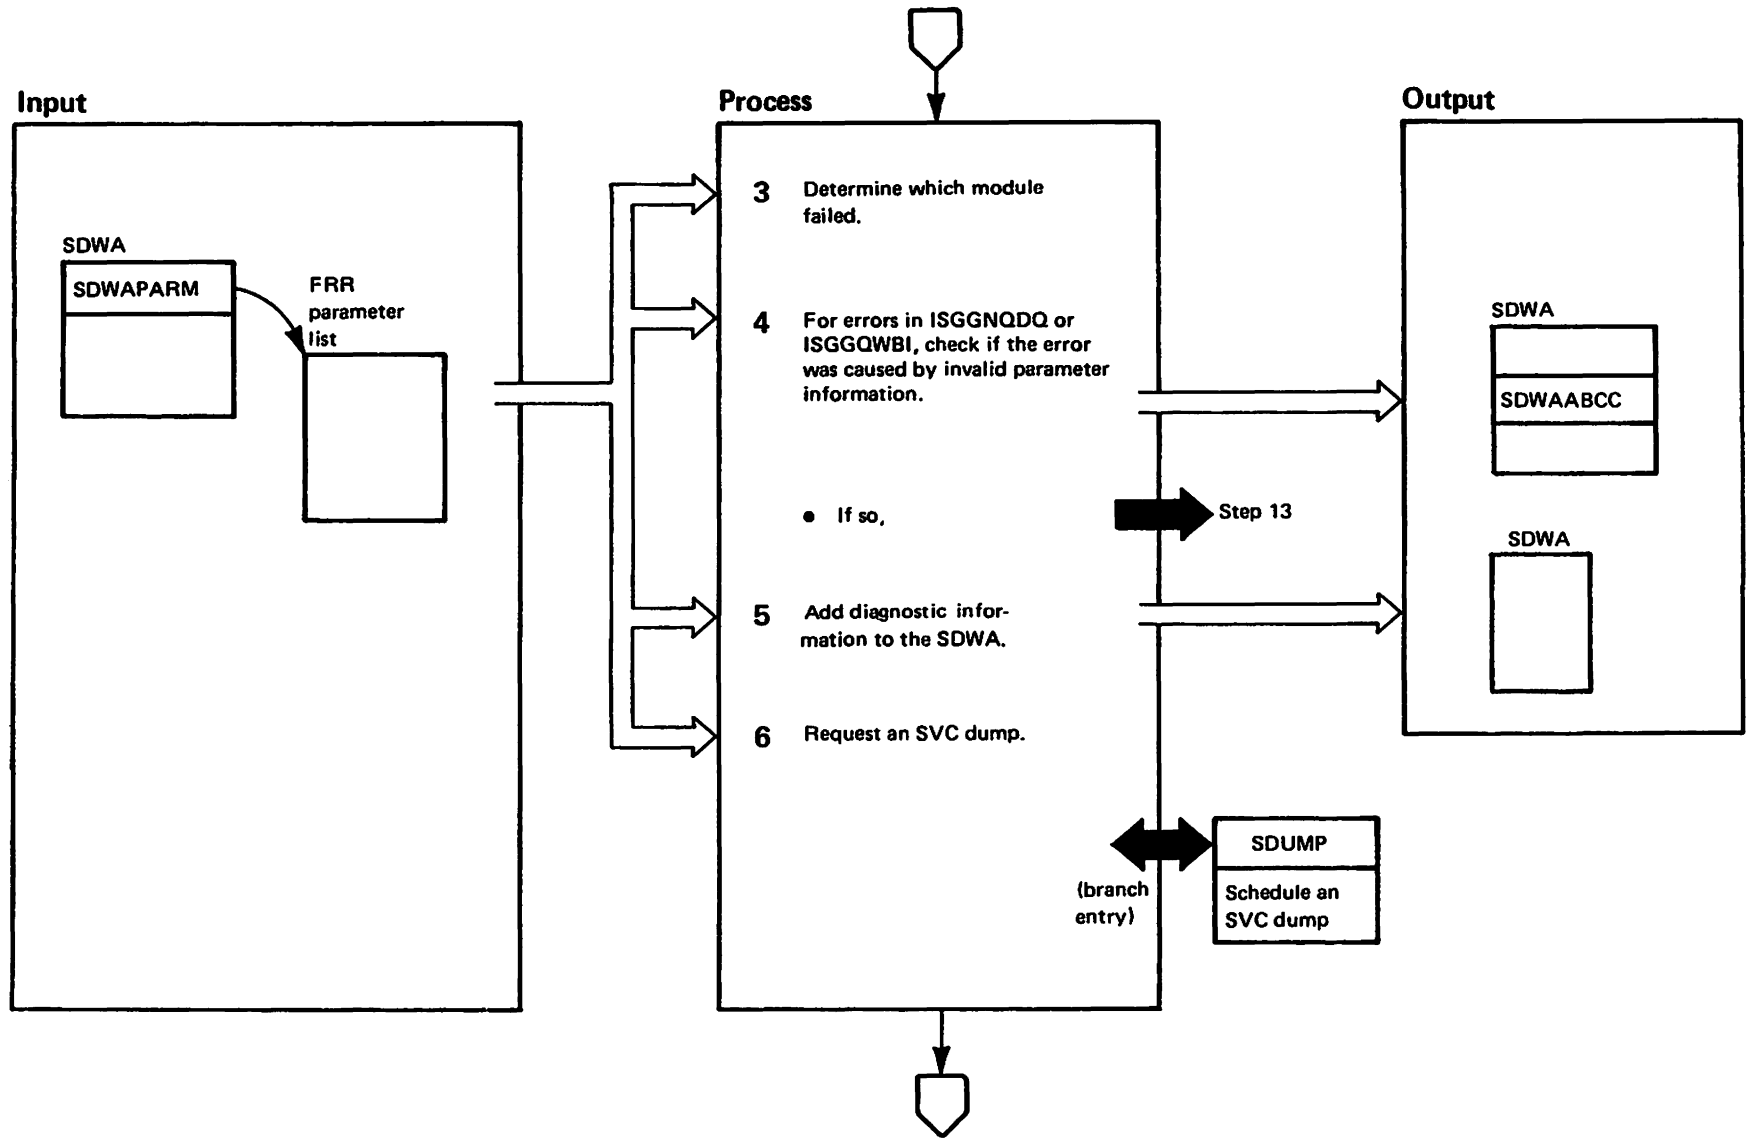 Input
SDWA
SDWAPARM
FRR
parameter
list
Process
3 Determine which module
failed.
4 For errors in ISGGNQDQ or
ISGGQWBI, check if the error
was caused by invalid parameter
information.
• If so,
Step 13
5 Add diagnostic infor-
mation to the SDWA.
6 Request an SVC dump.
(branch
entry)
SDUMP
Schedule an
SVC dump
Output
SDWA
SDWAABCC
SDWA